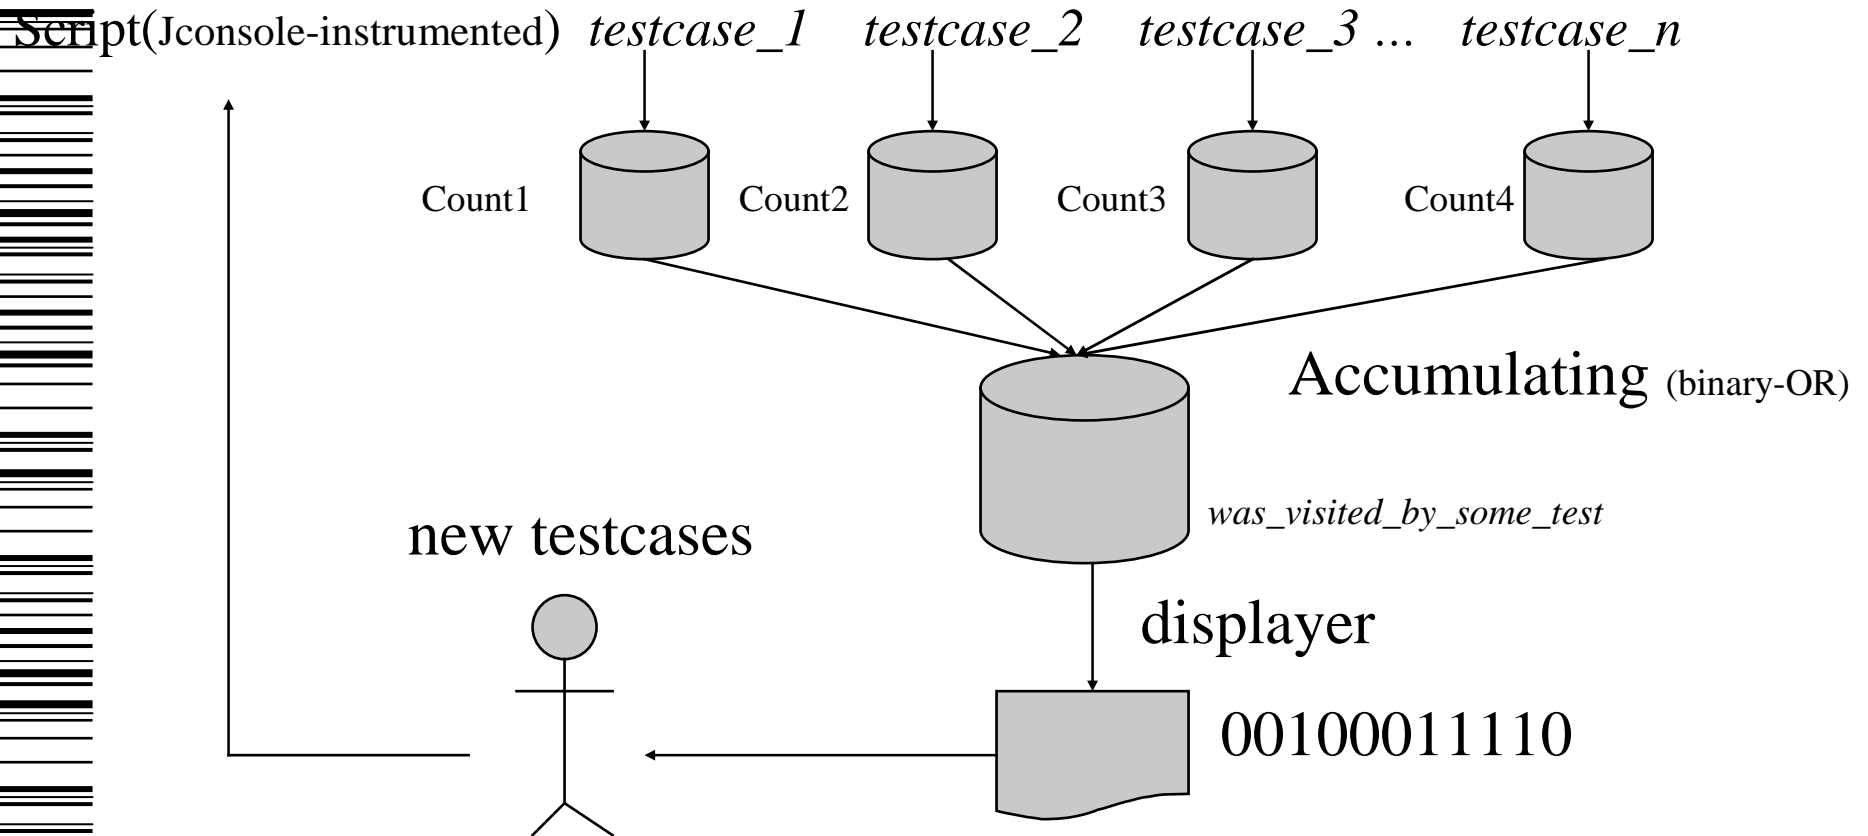 Script(Jconsole-instrumented) testcase_1 testcase_2 testcase_3 ... testcase_n
Count1 Count2 Count3 Count4
Accumulating (binary-OR)
was_visited_by_some_test
new testcases
displayer
00100011110